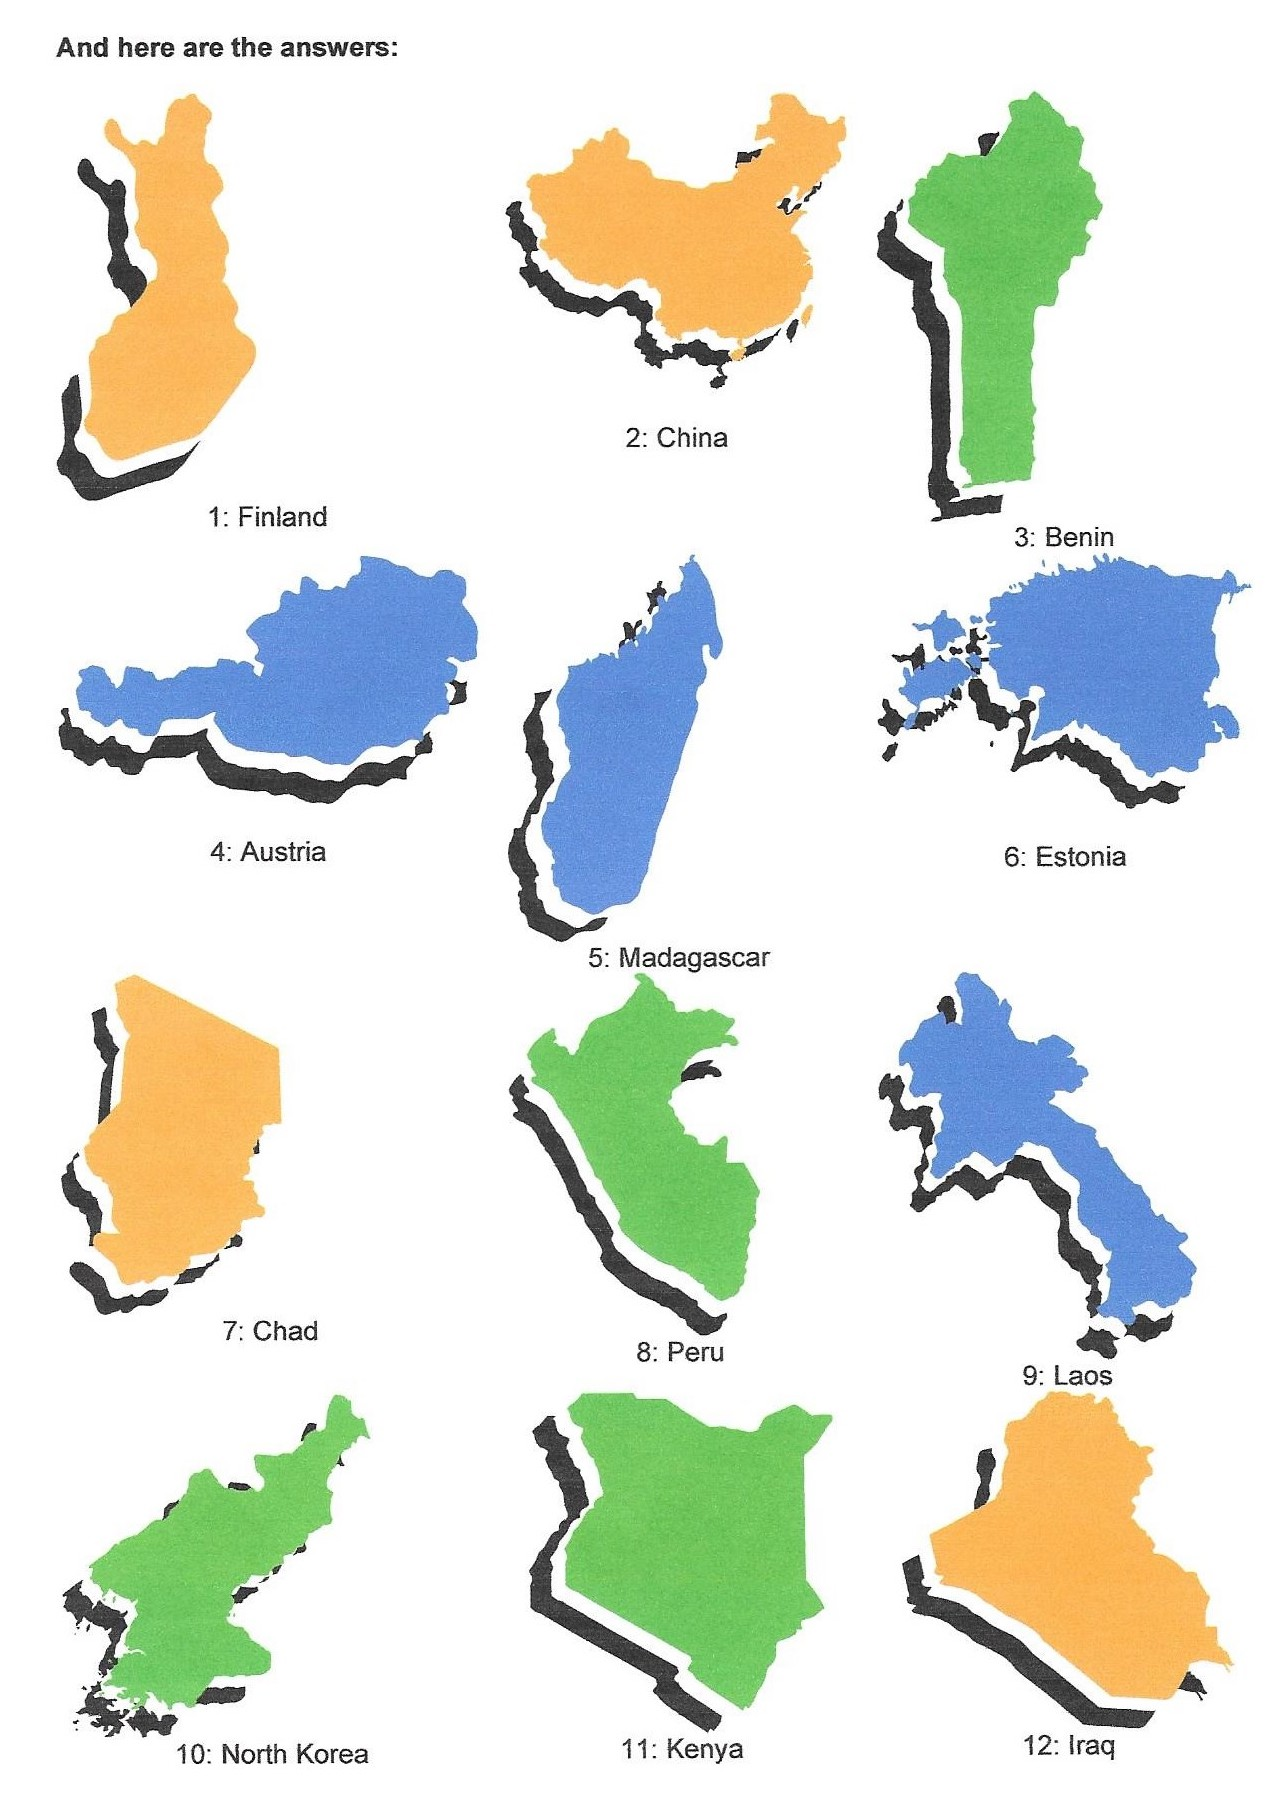 And here are the answers:
1: Finland
2: China
3: Benin
4: Austria
5: Madagascar
6: Estonia
7: Chad
8: Peru
9: Laos
10: North Korea
11: Kenya
12: Iraq